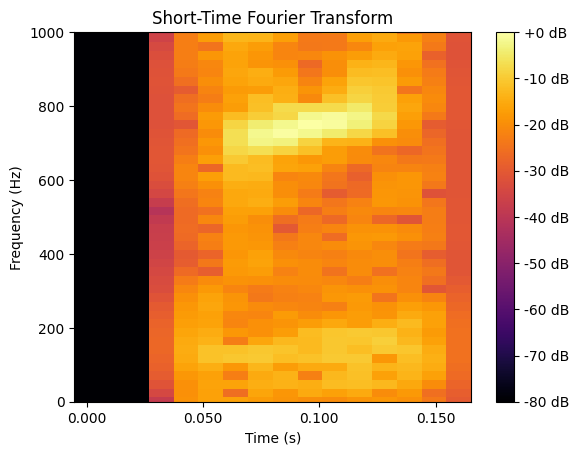 Short-Time Fourier Transform
1000
800
600
400
200
0
Frequency (Hz)
0.000
0.050
0.100
0.150
Time (s)
+0 dB
-10 dB
-20 dB
-30 dB
-40 dB
-50 dB
-60 dB
-70 dB
-80 dB